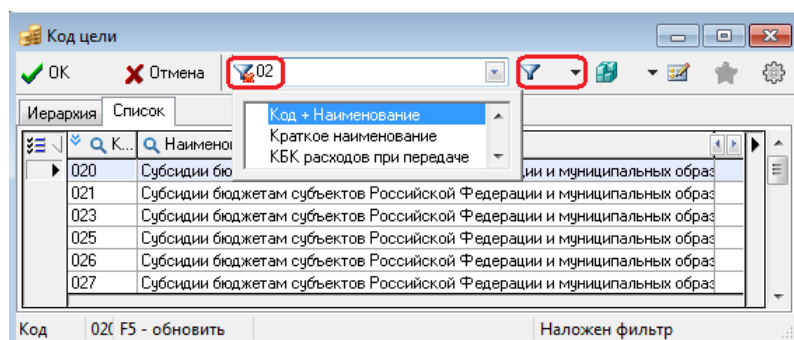 Код цели
ОК Отмена 02
Иерархия Список
Код + Наименование
Краткое наименование
КБК расходов при передаче
К... Наименов
020 Субсидии бю ии и муниципальных образ
021 Субсидии бюджетам субъектов Российской Федерации и муниципальных образ
023 Субсидии бюджетам субъектов Российской Федерации и муниципальных образ
025 Субсидии бюджетам субъектов Российской Федерации и муниципальных образ
026 Субсидии бюджетам субъектов Российской Федерации и муниципальных образ
027 Субсидии бюджетам субъектов Российской Федерации и муниципальных образ
Код 020 F5 - обновить Наложен фильтр